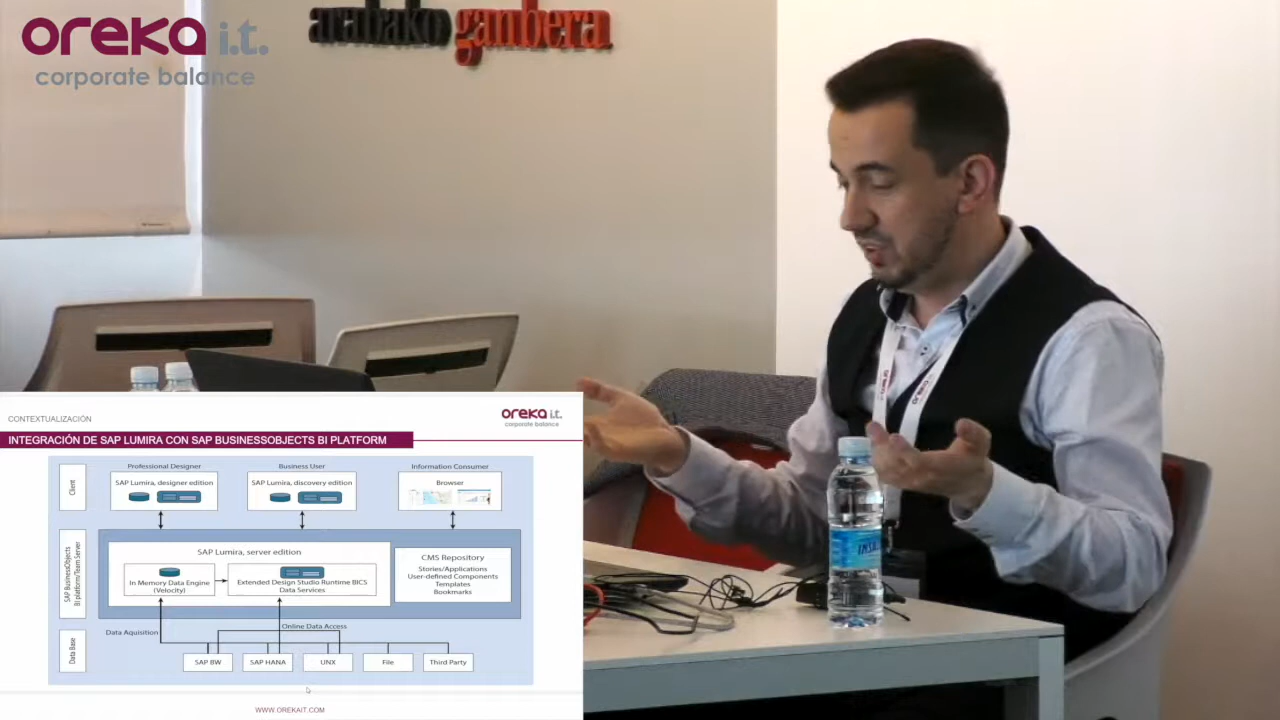 oreka i.t.
corporate balance
arabako ganbera
oreka
INSA
CONTEXTUALIZACIÓN
oreka i.t.
corporate balance
INTEGRACIÓN DE SAP LUMIRA CON SAP BUSINESSOBJECTS BI PLATFORM
Client
Professional Designer
SAP Lumira, designer edition
Business User
SAP Lumira, discovery edition
Information Consumer
Browser
SAP BusinessObjects
BI platform/Team Server
SAP Lumira, server edition
In Memory Data Engine
(Velocity)
Extended Design Studio Runtime BICS
Data Services
CMS Repository
Stories/Applications
User-defined Components
Templates
Bookmarks
Data Aquisition
Online Data Access
Data Base
SAP BW
SAP HANA
UNX
File
Third Party
WWW.OREKAIT.COM